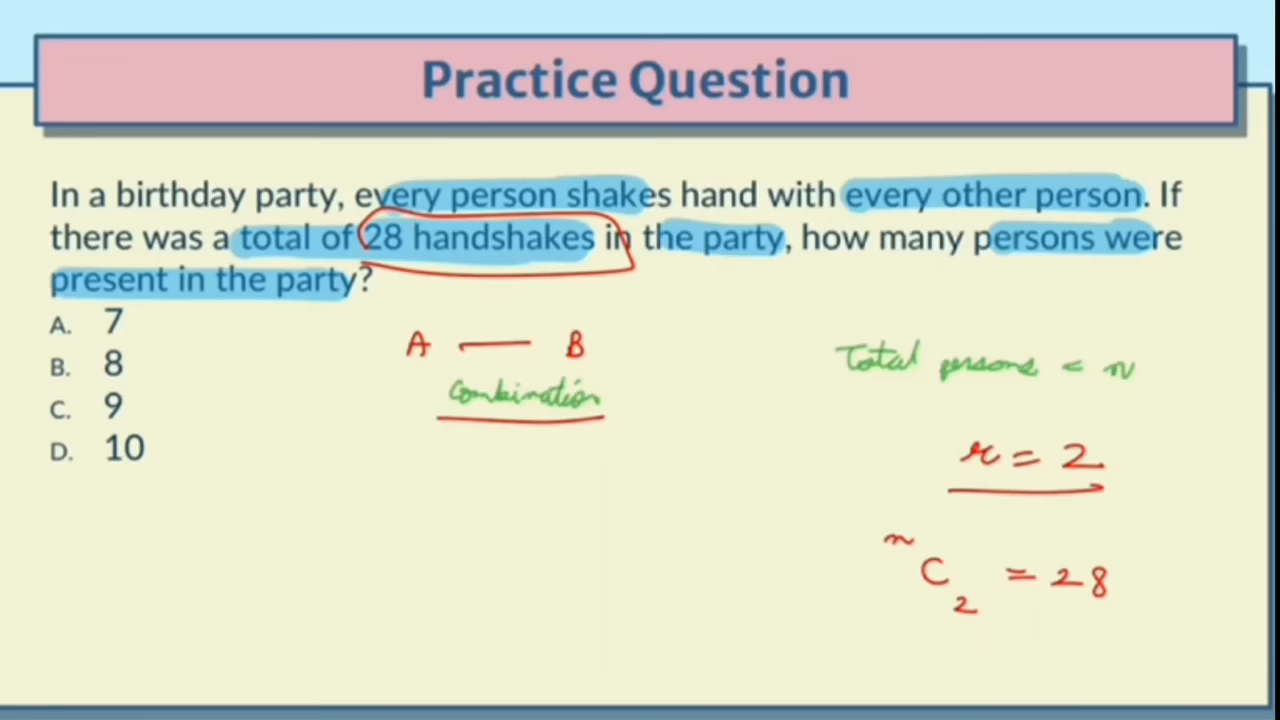 Practice Question
In a birthday party, every person shakes hand with every other person. If
there was a total of 28 handshakes in the party, how many persons were
present in the party?
A. 7
B. 8
C. 9
D. 10
A — B
Combination
Total persons = n
r = 2
ⁿC₂ = 28